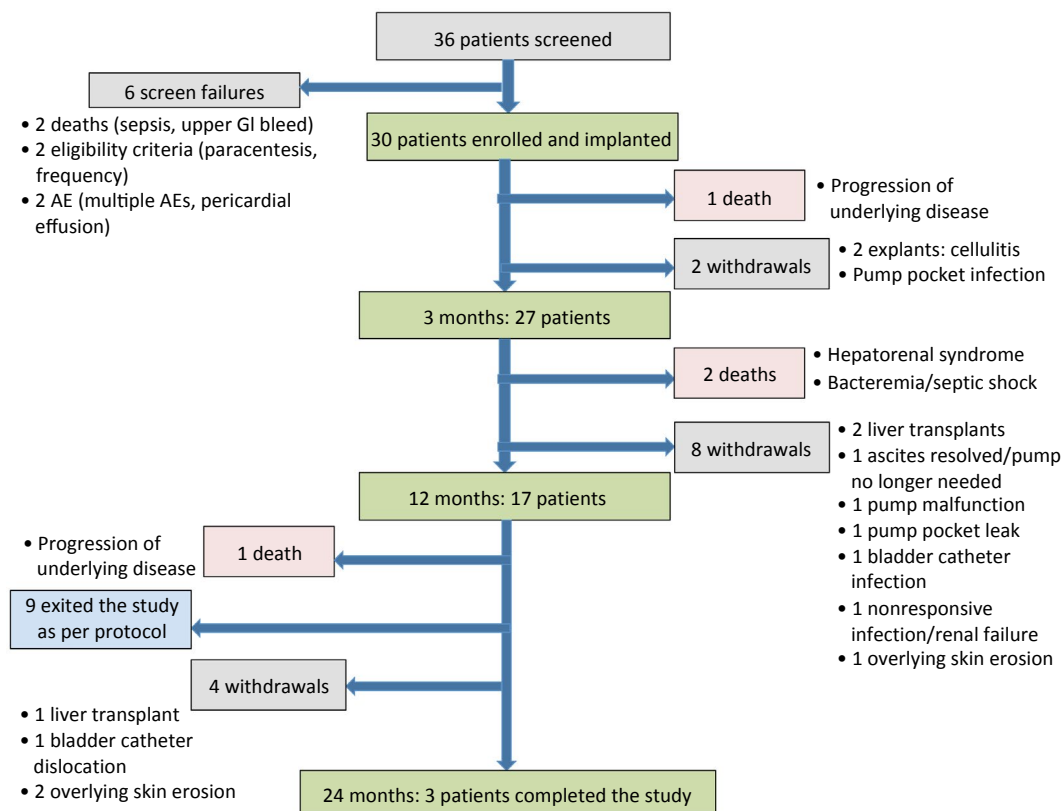 36 patients screened
6 screen failures
• 2 deaths (sepsis, upper GI bleed)
• 2 eligibility criteria (paracentesis,
frequency)
• 2 AE (multiple AEs, pericardial
effusion)
30 patients enrolled and implanted
1 death
• Progression of
underlying disease
2 withdrawals
• 2 explants: cellulitis
• Pump pocket infection
3 months: 27 patients
2 deaths
• Hepatorenal syndrome
• Bacteremia/septic shock
8 withdrawals
• 2 liver transplants
• 1 ascites resolved/pump
no longer needed
• 1 pump malfunction
• 1 pump pocket leak
• 1 bladder catheter
infection
• 1 nonresponsive
infection/renal failure
• 1 overlying skin erosion
12 months: 17 patients
• Progression of
underlying disease
1 death
9 exited the study
as per protocol
4 withdrawals
• 1 liver transplant
• 1 bladder catheter
dislocation
• 2 overlying skin erosion
24 months: 3 patients completed the study